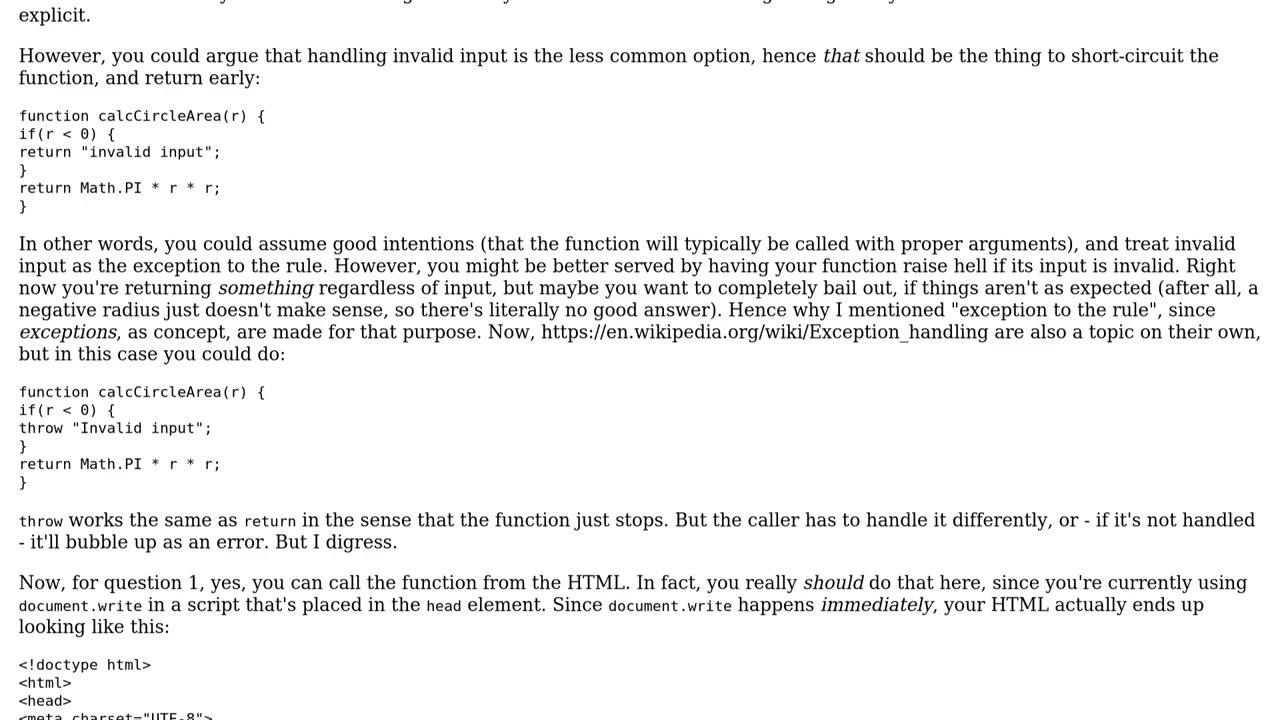 explicit.
However, you could argue that handling invalid input is the less common option, hence that should be the thing to short-circuit the
function, and return early:
function calcCircleArea(r) {
if(r < 0) {
return "invalid input";
}
return Math.PI * r * r;
}
In other words, you could assume good intentions (that the function will typically be called with proper arguments), and treat invalid
input as the exception to the rule. However, you might be better served by having your function raise hell if its input is invalid. Right
now you're returning something regardless of input, but maybe you want to completely bail out, if things aren't as expected (after all, a
negative radius just doesn't make sense, so there's literally no good answer). Hence why I mentioned "exception to the rule", since
exceptions, as concept, are made for that purpose. Now, https://en.wikipedia.org/wiki/Exception_handling are also a topic on their own,
but in this case you could do:
function calcCircleArea(r) {
if(r < 0) {
throw "Invalid input";
}
return Math.PI * r * r;
}
throw works the same as return in the sense that the function just stops. But the caller has to handle it differently, or - if it's not handled
- it'll bubble up as an error. But I digress.
Now, for question 1, yes, you can call the function from the HTML. In fact, you really should do that here, since you're currently using
document.write in a script that's placed in the head element. Since document.write happens immediately, your HTML actually ends up
looking like this:
<!doctype html>
<html>
<head>
<meta charset="UTF-8">